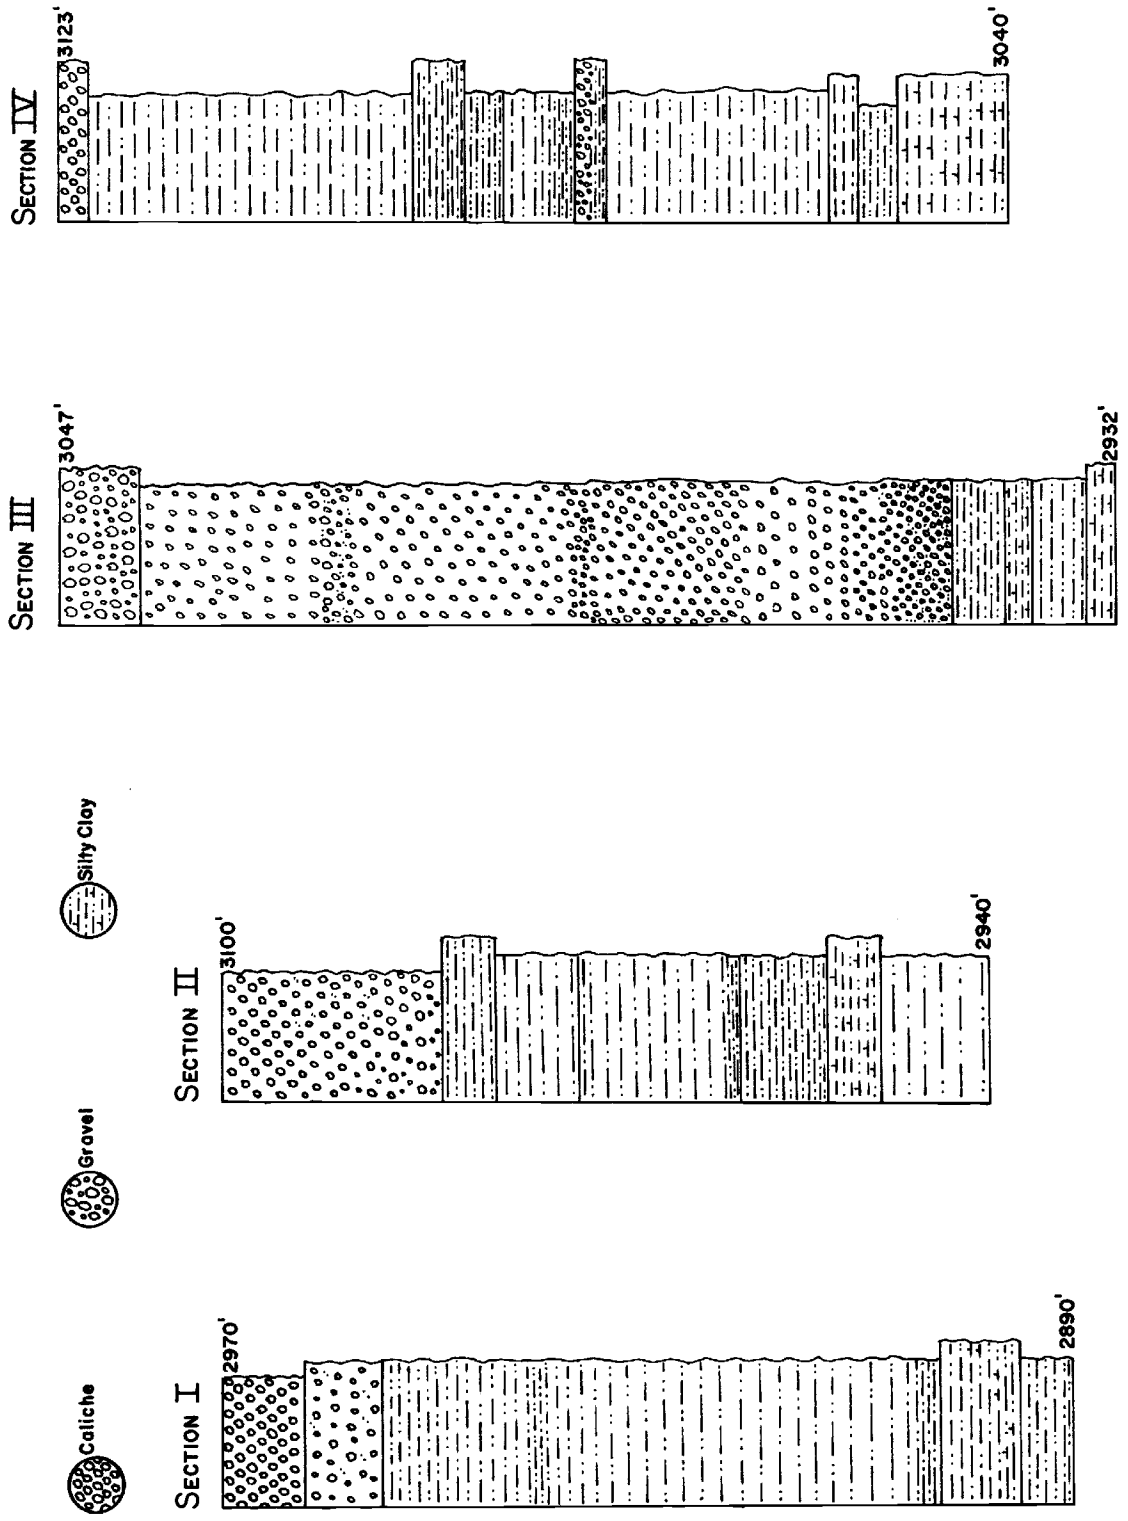 Caliche
Gravel
Silty Clay
SECTION I
2970'
2890'
SECTION II
3100'
2940'
SECTION III
3047'
2932'
SECTION IV
3123'
3040'